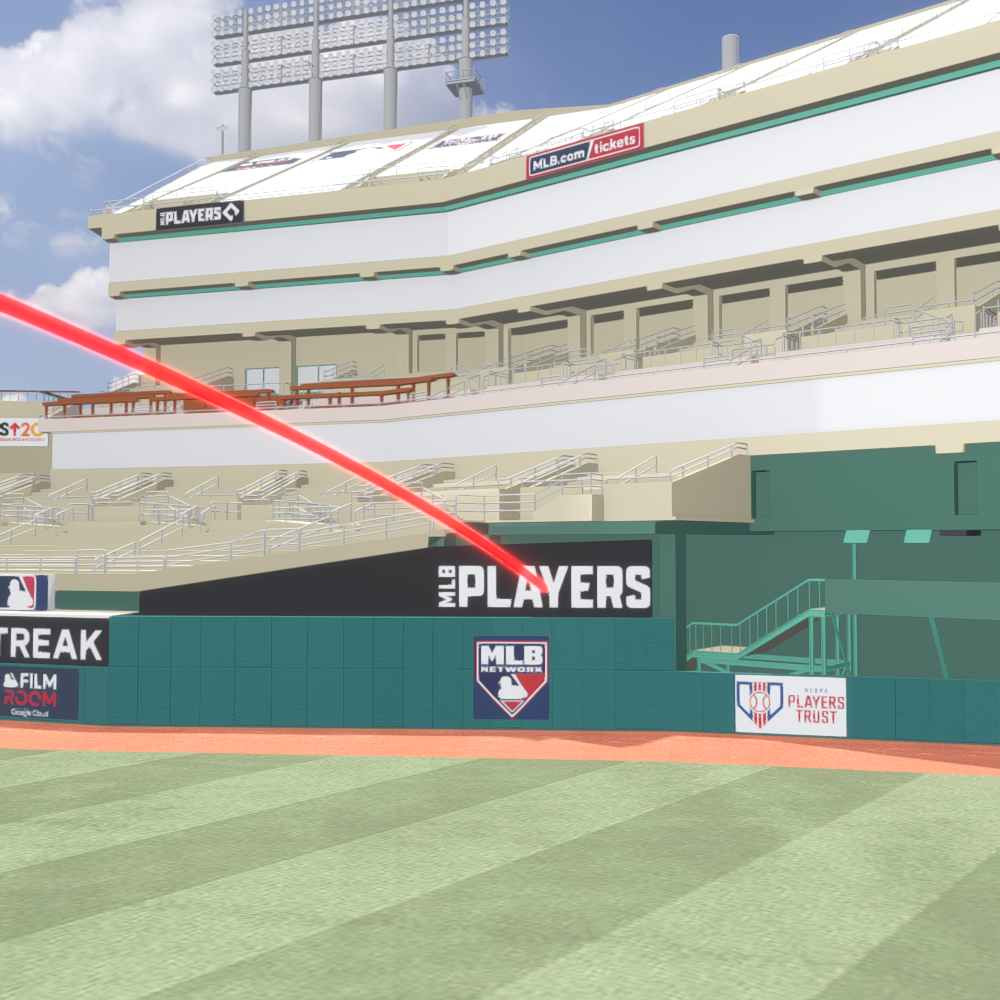 MLB.com / tickets
MLB PLAYERS
S↑2C
MLB PLAYERS
TREAK
MLB
NETWORK
FILM
ROOM
Google Cloud
MLBPA
PLAYERS
TRUST